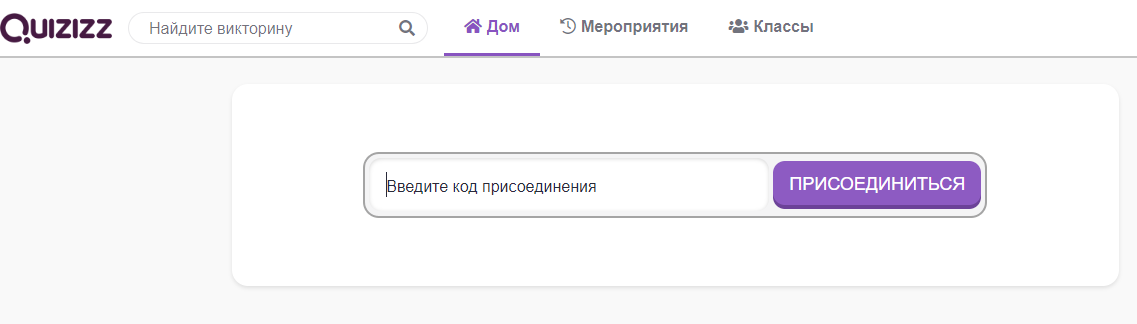 QUIZIZZ Найдите викторину Дом Мероприятия Классы
Введите код присоединения ПРИСОЕДИНИТЬСЯ